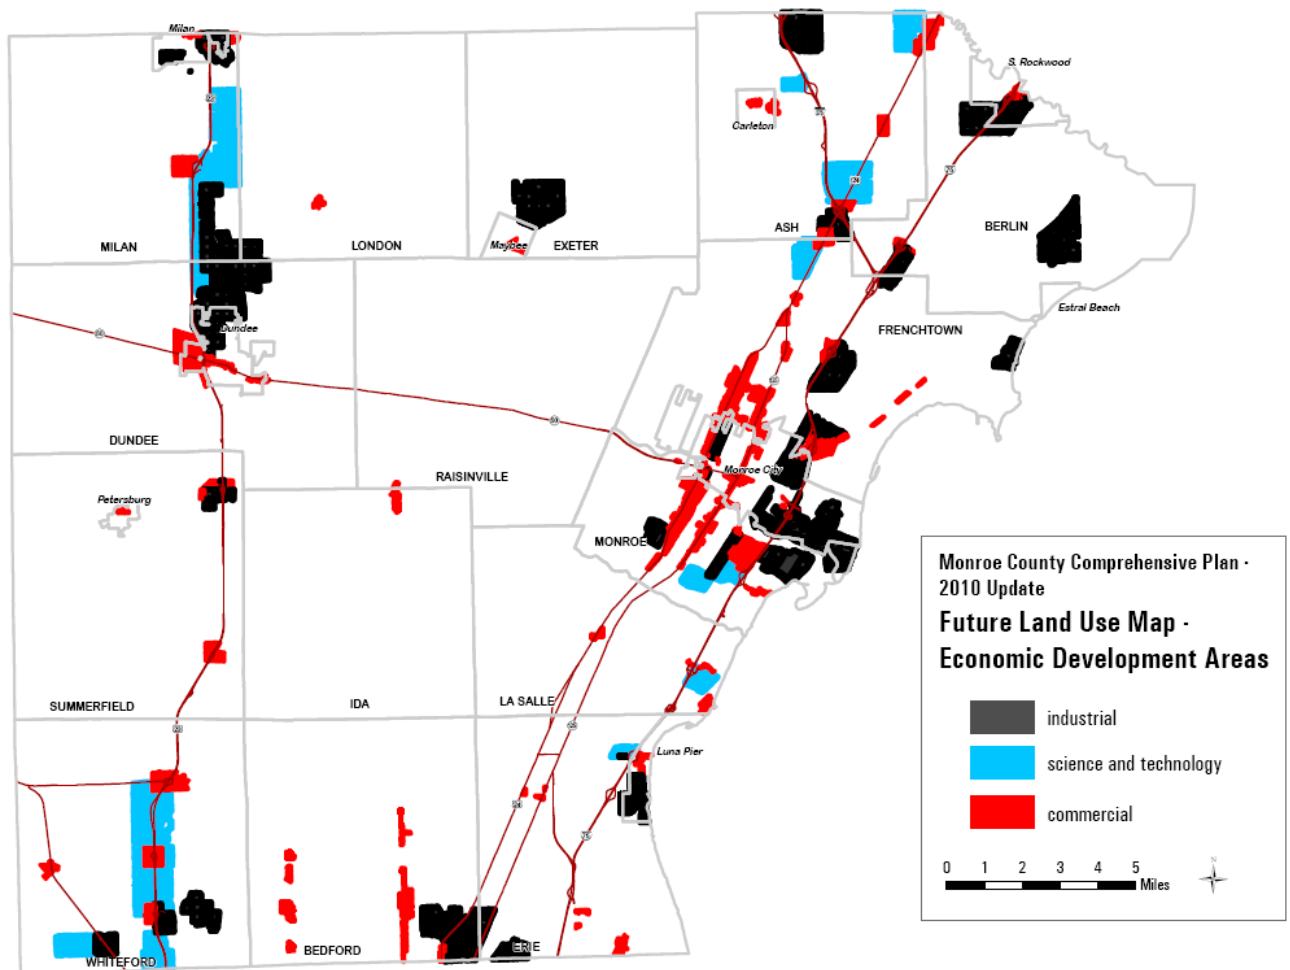 Milan
S. Rockwood
Carleton
ASH
BERLIN
MILAN
LONDON
Maybee
EXETER
Estral Beach
Dundee
FRENCHTOWN
DUNDEE
RAISINVILLE
Monroe City
Petersburg
MONROE
SUMMERFIELD
IDA
LA SALLE
Luna Pier
WHITEFORD
BEDFORD
ERIE
75
50
Monroe County Comprehensive Plan -
2010 Update
Future Land Use Map -
Economic Development Areas
industrial
science and technology
commercial
0 1 2 3 4 5
Miles
N